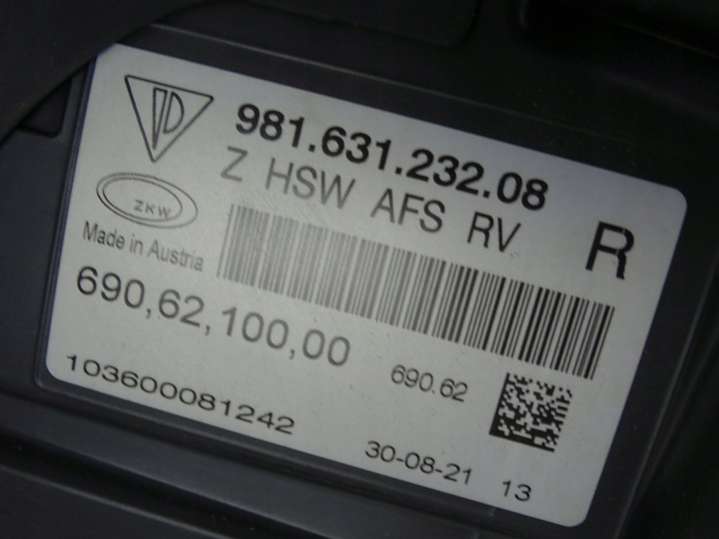 981.631.232.08
Z HSW AFS RV
R
ZKW
Made in Austria
690,62,100,00
690.62
103600081242
30-08-21 13